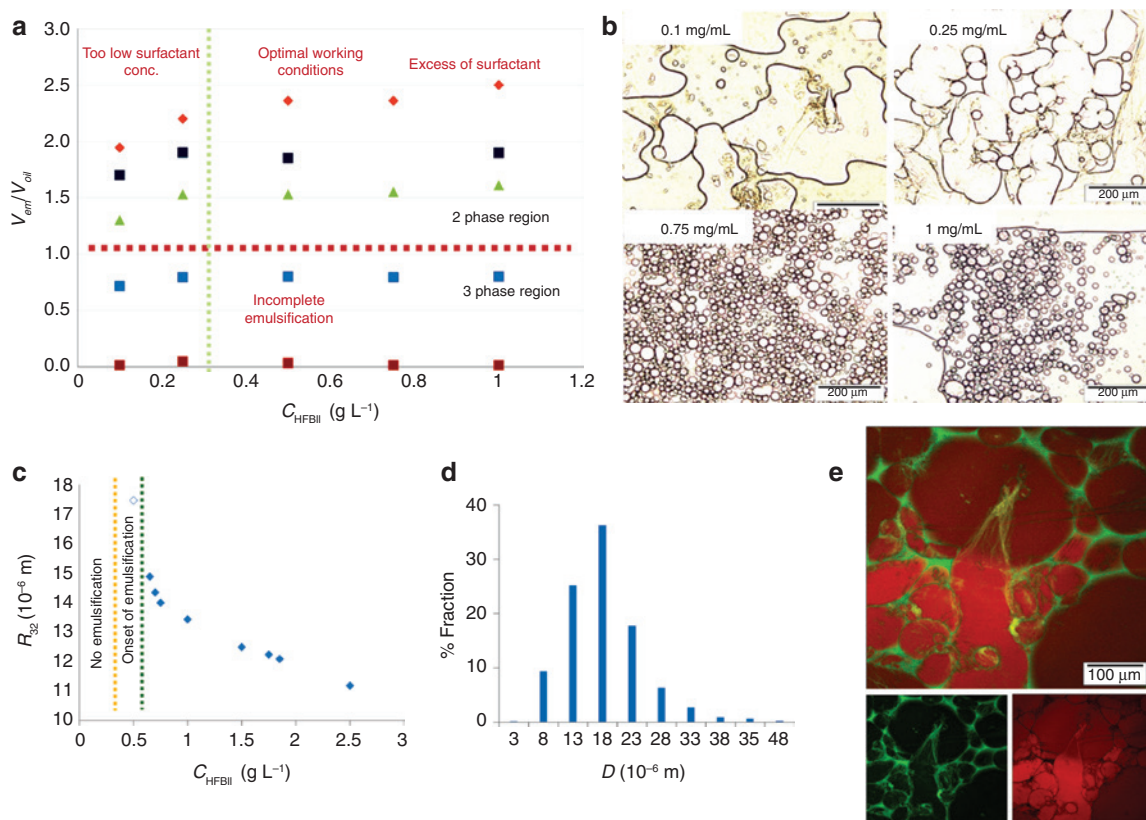 a
3.0
2.5
2.0
1.5
1.0
0.5
0.0
V_em/V_oil
Too low surfactant
conc.
Optimal working
conditions
Excess of surfactant
2 phase region
3 phase region
Incomplete
emulsification
0 0.2 0.4 0.6 0.8 1 1.2
C_HFBII (g L⁻¹)
b
0.1 mg/mL
0.25 mg/mL
200 µm
0.75 mg/mL
200 µm
1 mg/mL
200 µm
c
18
17
16
15
14
13
12
11
10
R_32 (10⁻⁶ m)
No emulsification
Onset of emulsification
0 0.5 1 1.5 2 2.5 3
C_HFBII (g L⁻¹)
d
40
30
20
10
0
% Fraction
3 8 13 18 23 28 33 38 35 48
D (10⁻⁶ m)
e
100 µm